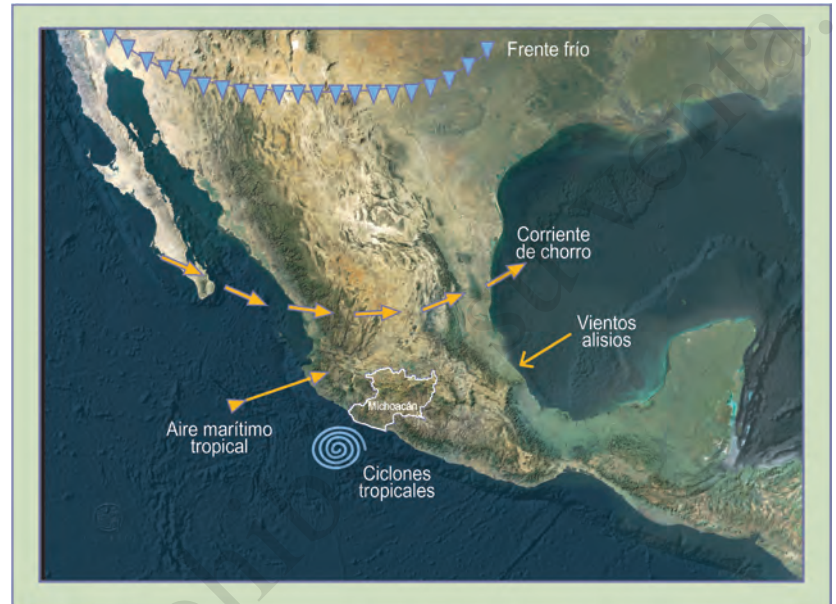 Frente frío
Corriente
de chorro
Vientos
alisios
Michoacán
Aire marítimo
tropical
Ciclones
tropicales